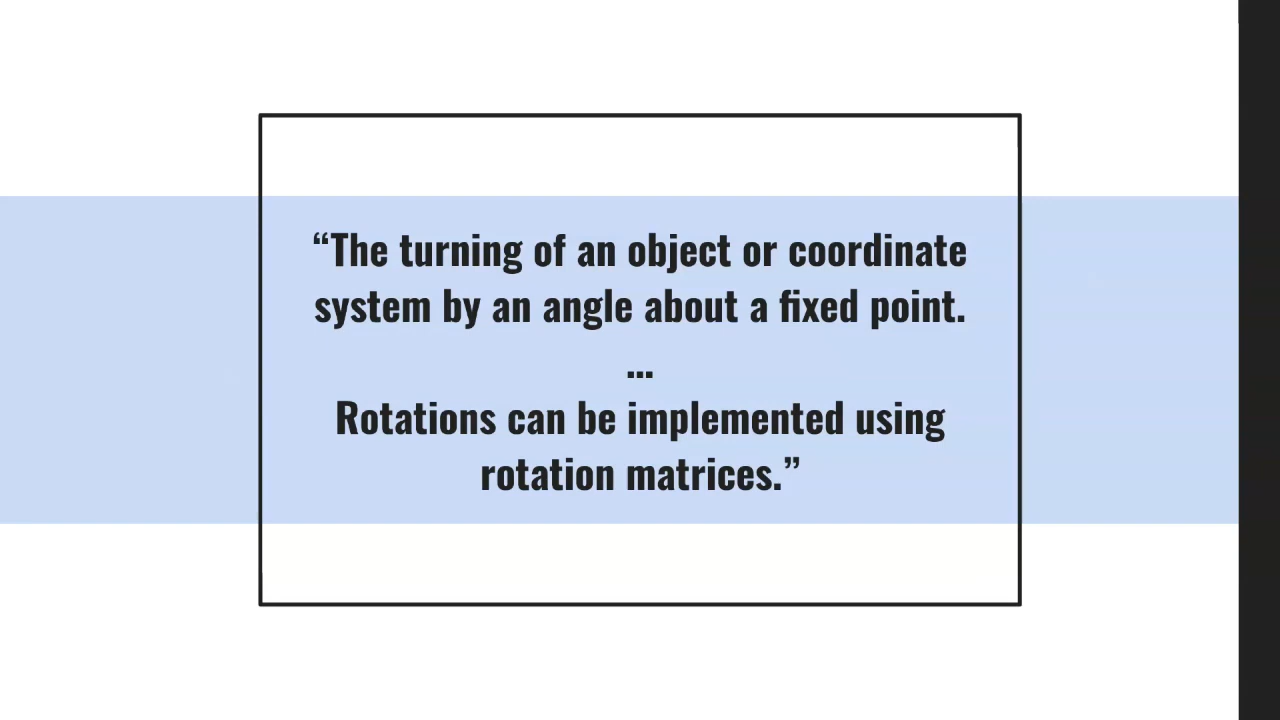 “The turning of an object or coordinate
system by an angle about a fixed point.
...
Rotations can be implemented using
rotation matrices.”